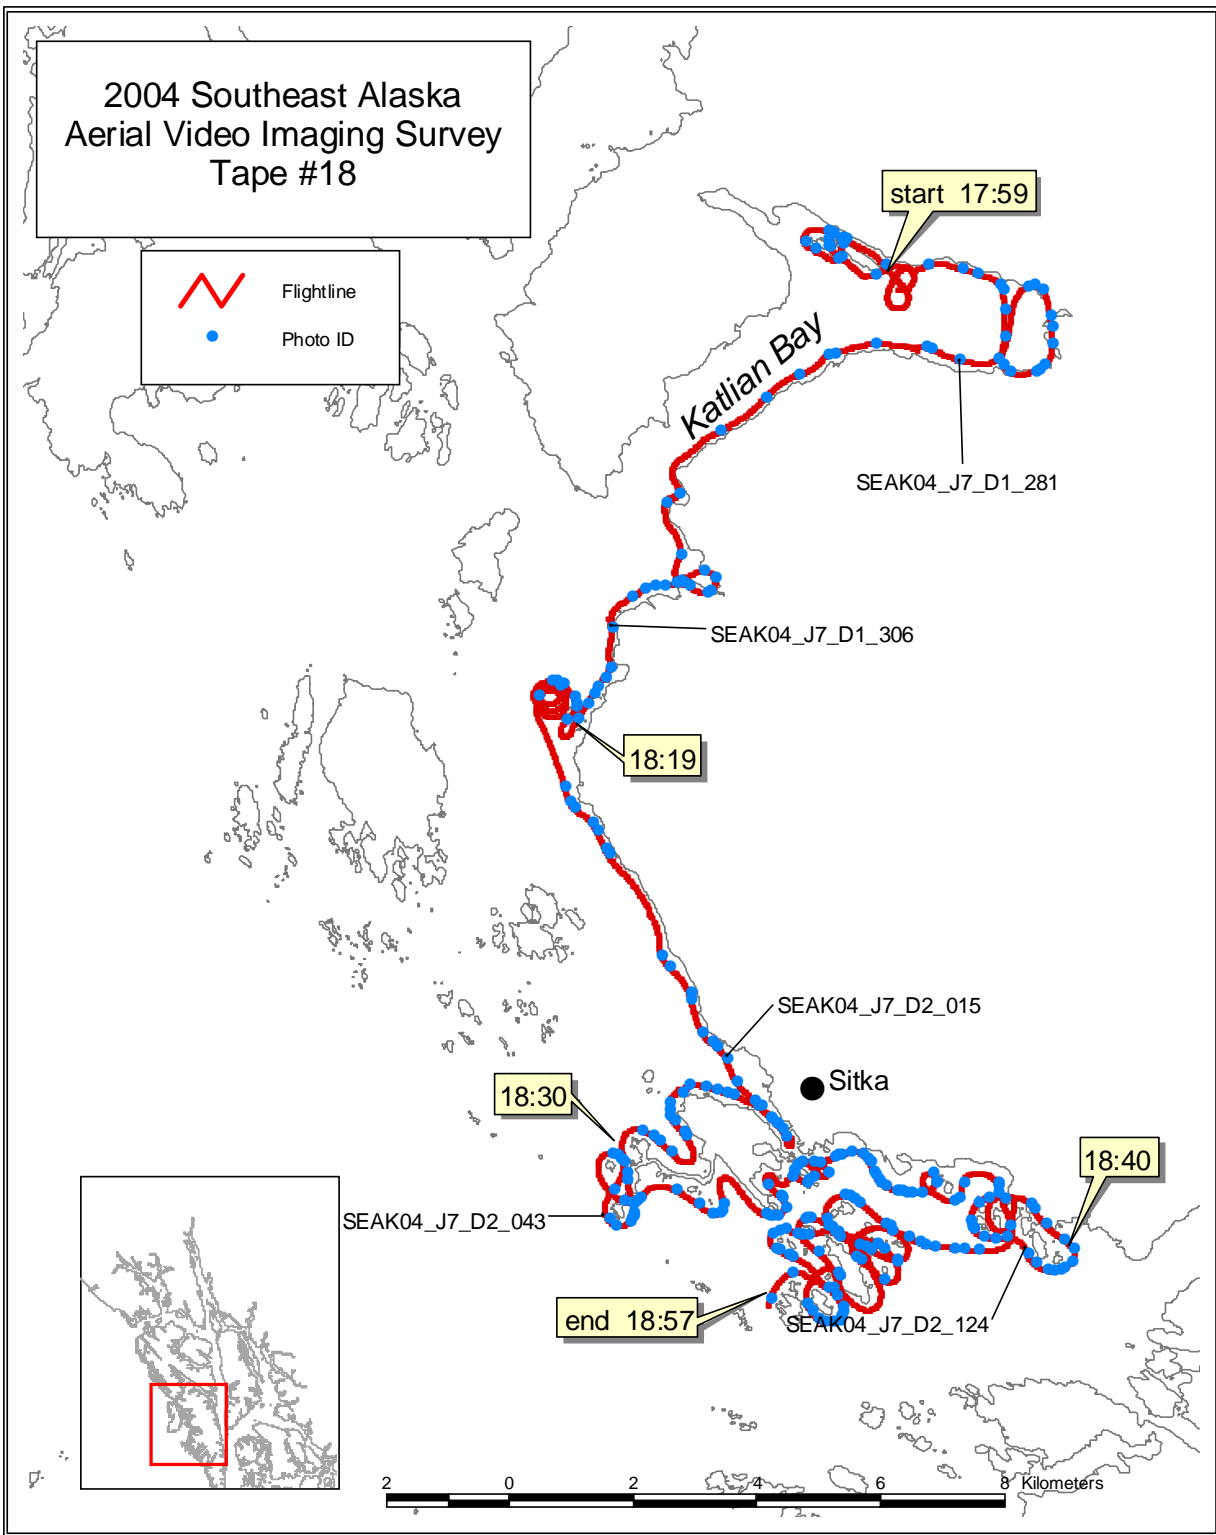 2004 Southeast Alaska
Aerial Video Imaging Survey
Tape #18
Flightline
Photo ID
start 17:59
Katlian Bay
SEAK04_J7_D1_281
SEAK04_J7_D1_306
18:19
SEAK04_J7_D2_015
Sitka
18:30
18:40
SEAK04_J7_D2_043
end 18:57
SEAK04_J7_D2_124
2 0 2 4 6 8 Kilometers